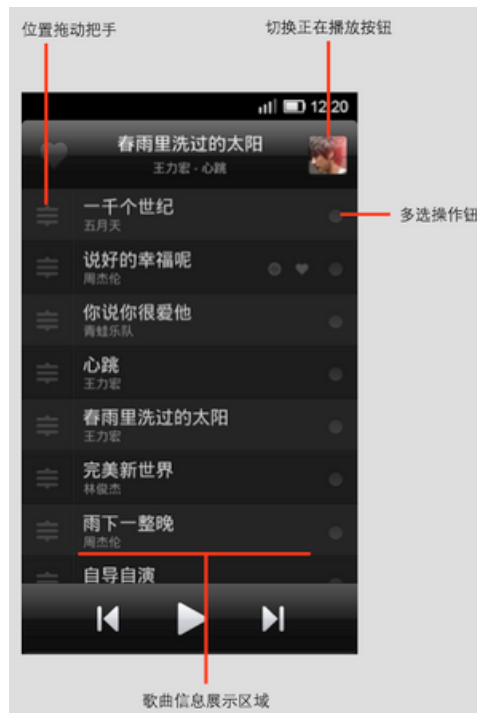 位置拖动把手
切换正在播放按钮
12:20
春雨里洗过的太阳
王力宏 - 心跳
一千个世纪
五月天
多选操作钮
说好的幸福呢
周杰伦
你说你很爱他
青蛙乐队
心跳
王力宏
春雨里洗过的太阳
王力宏
完美新世界
林俊杰
雨下一整晚
周杰伦
自导自演
歌曲信息展示区域